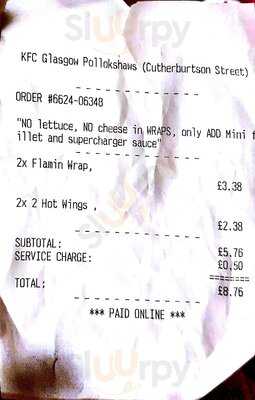 KFC Glasgow Pollokshaws (Cutherburtson Street)
- - - - - - - - - - - - - - -
ORDER #6624-06348
"NO lettuce, NO cheese in WRAPS, only ADD Mini f
illet and supercharger sauce"
- - - - - - - - - - - - - - -
2x Flamin Wrap,
£3.38
2x 2 Hot Wings ,
£2.38
- - - - - - - - - - - - - - -
SUBTOTAL: £5.76
SERVICE CHARGE: £0.50
========
TOTAL: £8.76
- - - - - - - - - - - - - - -
*** PAID ONLINE ***
sluurpy
sluurpy